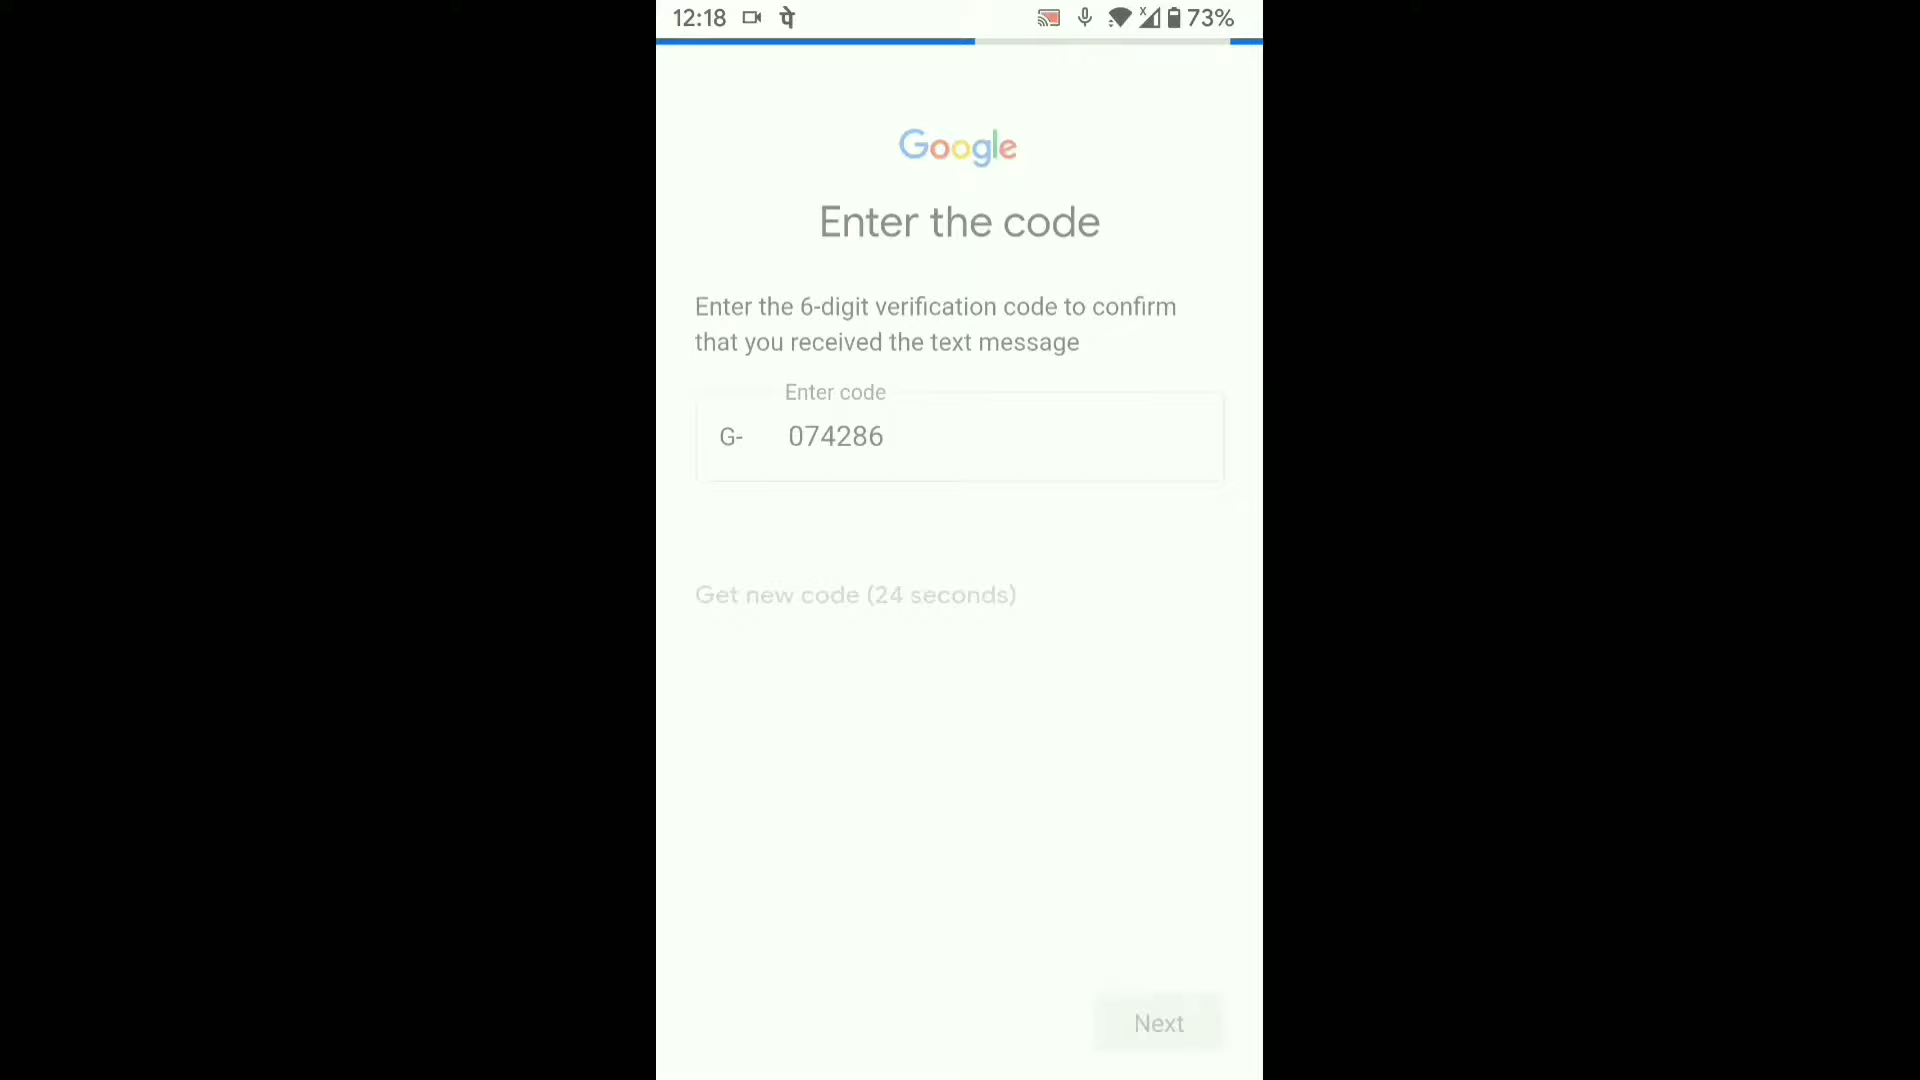 12:18 पे 73%
Google
Enter the code
Enter the 6-digit verification code to confirm
that you received the text message
Enter code
G- 074286
Get new code (24 seconds)
Next